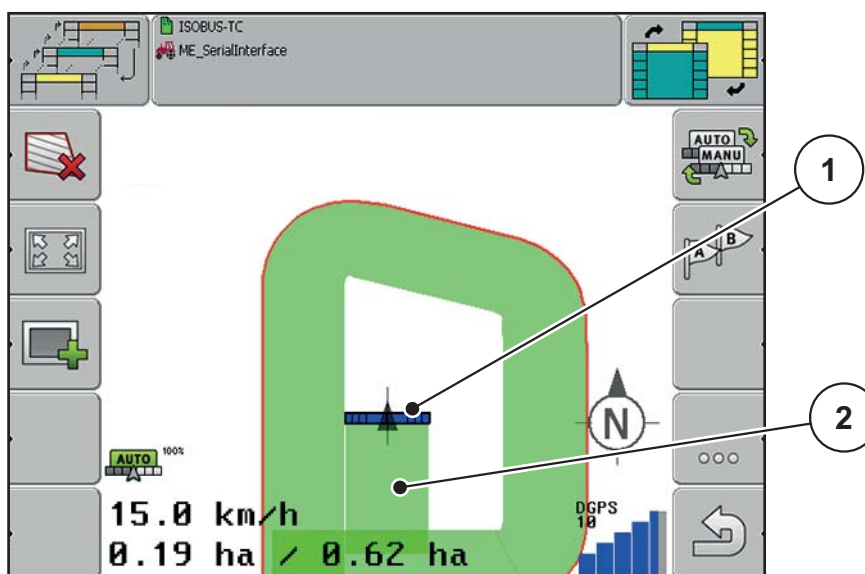 ISOBUS-TC
ME_SerialInterface
AUTO
MANU
1
A B
N
2
AUTO 100%
15.0 km/h
DGPS
10
0.19 ha / 0.62 ha